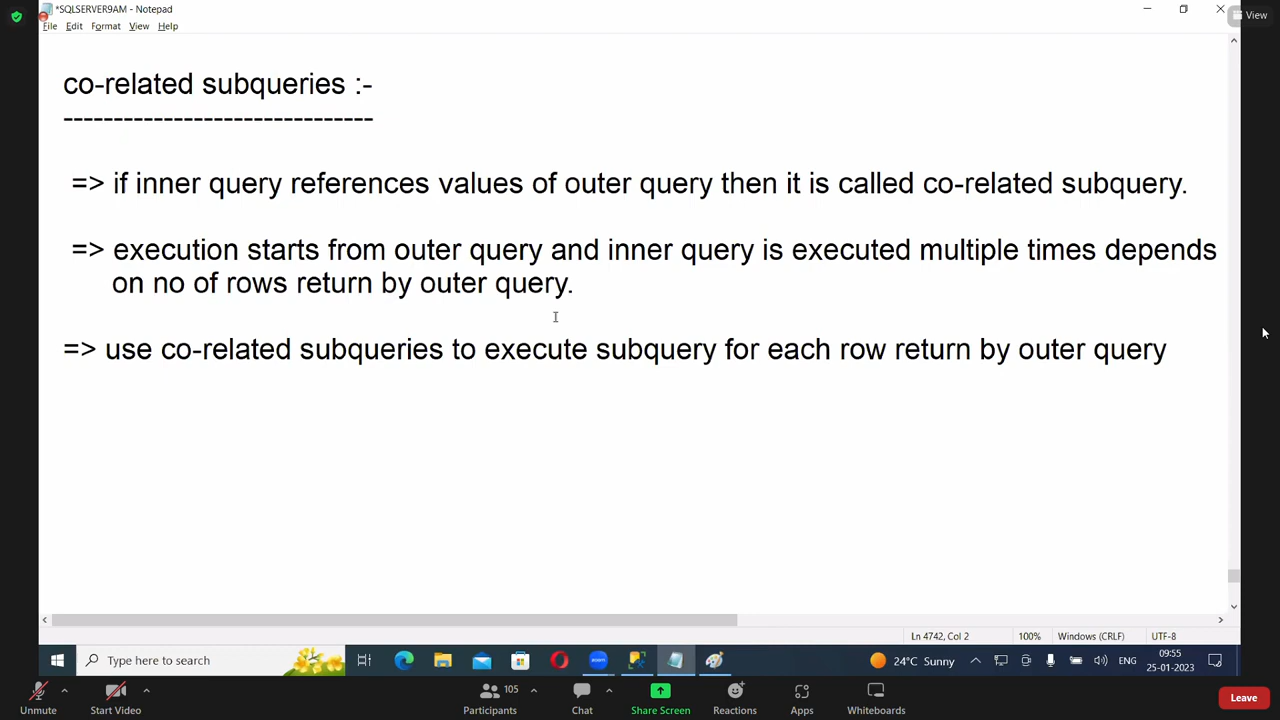 *SQLSERVER9AM - Notepad
View
File Edit Format View Help
co-related subqueries :-
-------------------------------
=> if inner query references values of outer query then it is called co-related subquery.
=> execution starts from outer query and inner query is executed multiple times depends
on no of rows return by outer query.
=> use co-related subqueries to execute subquery for each row return by outer query
Ln 4742, Col 2 100% Windows (CRLF) UTF-8
Type here to search
24°C Sunny
ENG
09:55
25-01-2023
Unmute
Start Video
105
Participants
Chat
Share Screen
Reactions
Apps
Whiteboards
Leave